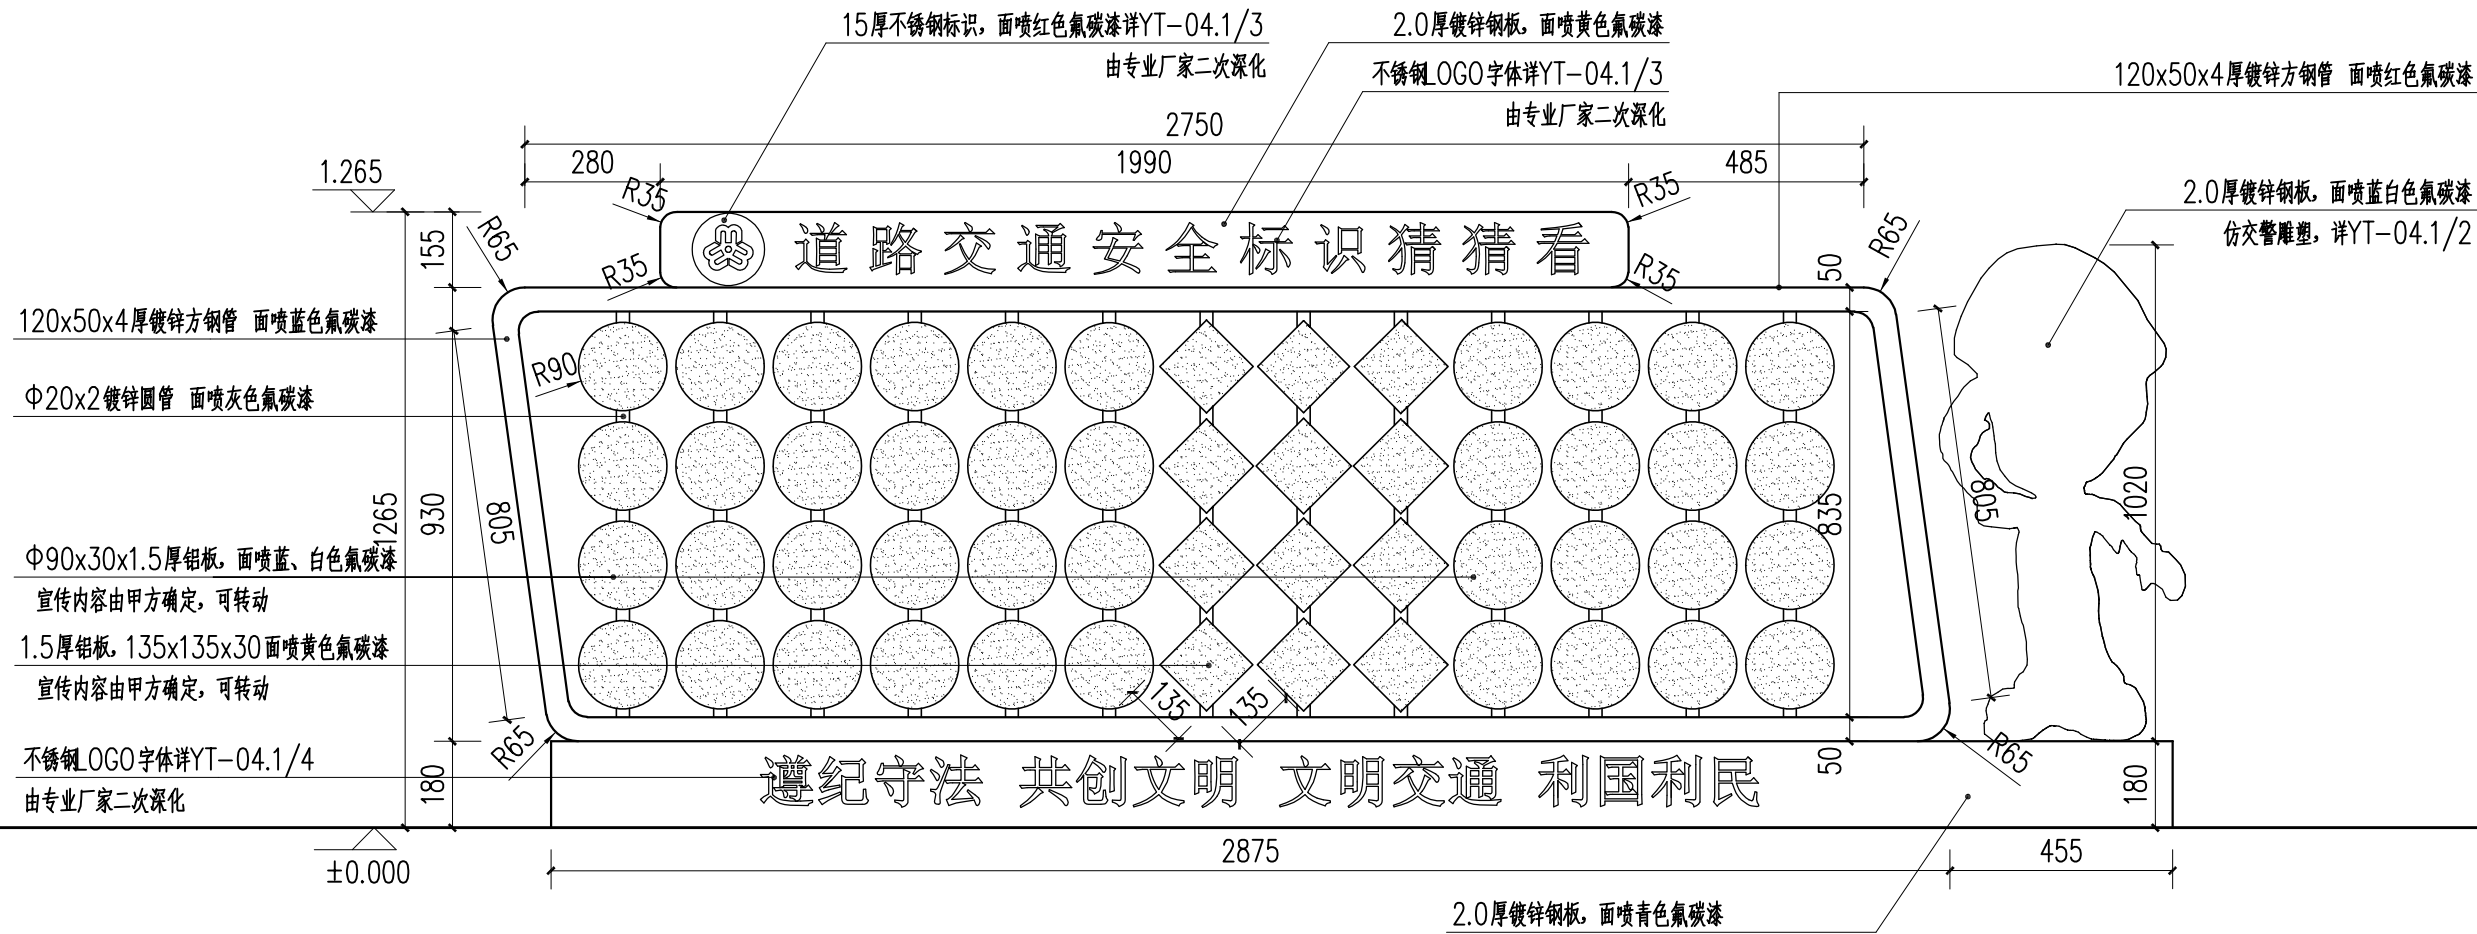 15厚不锈钢标识，面喷红色氟碳漆详YT-04.1/3
由专业厂家二次深化
2.0厚镀锌钢板，面喷黄色氟碳漆
不锈钢LOGO字体详YT-04.1/3
由专业厂家二次深化
120x50x4厚镀锌方钢管 面喷红色氟碳漆
2750
280
1990
485
1.265
R35
R35
2.0厚镀锌钢板，面喷蓝白色氟碳漆
仿交警雕塑，详YT-04.1/2
155
R65
道路交通安全标识猜猜看
R65
R35
R35
50
120x50x4厚镀锌方钢管 面喷蓝色氟碳漆
R90
Φ20x2镀锌圆管 面喷灰色氟碳漆
1265
930
805
835
805
1020
Φ90x30x1.5厚铝板，面喷蓝、白色氟碳漆
宣传内容由甲方确定，可转动
1.5厚铝板，135x135x30面喷黄色氟碳漆
宣传内容由甲方确定，可转动
135
135
R65
R65
不锈钢LOGO字体详YT-04.1/4
由专业厂家二次深化
180
遵纪守法 共创文明 文明交通 利国利民
50
180
±0.000
2875
455
2.0厚镀锌钢板，面喷青色氟碳漆